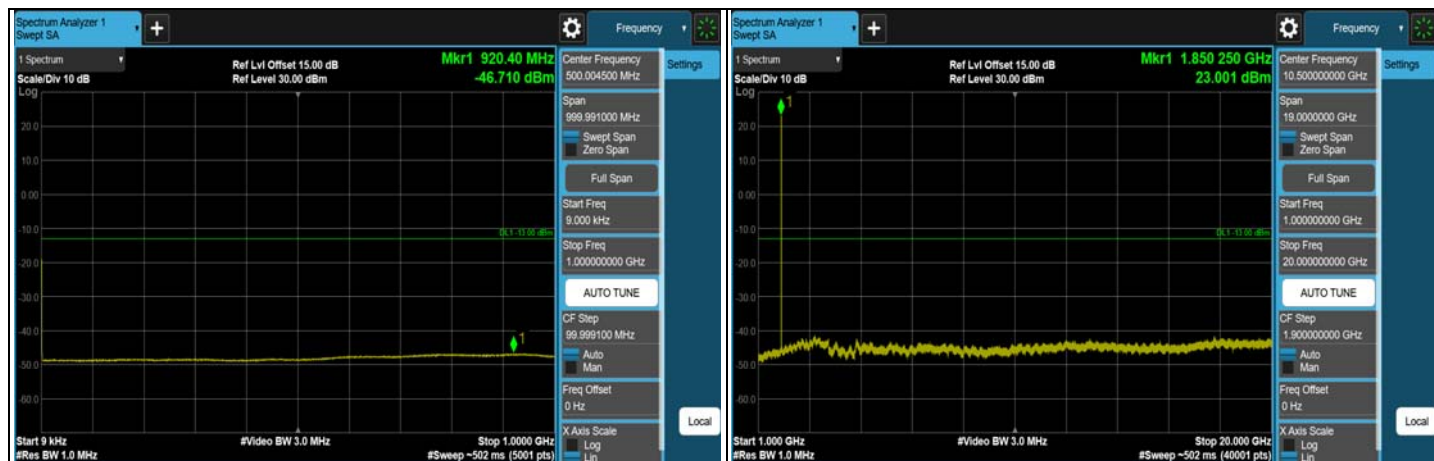 Spectrum Analyzer 1
Swept SA
+
Frequency
1 Spectrum
Scale/Div 10 dB
Log
Ref Lvl Offset 15.00 dB
Ref Level 30.00 dBm
Mkr1 920.40 MHz
-46.710 dBm
20.0
10.0
0.00
-10.0
-20.0
-30.0
-40.0
-50.0
-60.0
DL1 -13.00 dBm
1
Start 9 kHz
#Res BW 1.0 MHz
#Video BW 3.0 MHz
Stop 1.0000 GHz
#Sweep ~502 ms (5001 pts)
Center Frequency
500.004500 MHz
Span
999.991000 MHz
Swept Span
Zero Span
Full Span
Start Freq
9.000 kHz
Stop Freq
1.000000000 GHz
AUTO TUNE
CF Step
99.999100 MHz
Auto
Man
Freq Offset
0 Hz
X Axis Scale
Log
Lin
Settings
Local
Spectrum Analyzer 1
Swept SA
+
Frequency
1 Spectrum
Scale/Div 10 dB
Log
Ref Lvl Offset 15.00 dB
Ref Level 30.00 dBm
Mkr1 1.850 250 GHz
23.001 dBm
1
20.0
10.0
0.00
-10.0
-20.0
-30.0
-40.0
-50.0
-60.0
DL1 -13.00 dBm
Start 1.000 GHz
#Res BW 1.0 MHz
#Video BW 3.0 MHz
Stop 20.000 GHz
#Sweep ~502 ms (40001 pts)
Center Frequency
10.500000000 GHz
Span
19.0000000 GHz
Swept Span
Zero Span
Full Span
Start Freq
1.000000000 GHz
Stop Freq
20.000000000 GHz
AUTO TUNE
CF Step
1.900000000 GHz
Auto
Man
Freq Offset
0 Hz
X Axis Scale
Log
Lin
Settings
Local